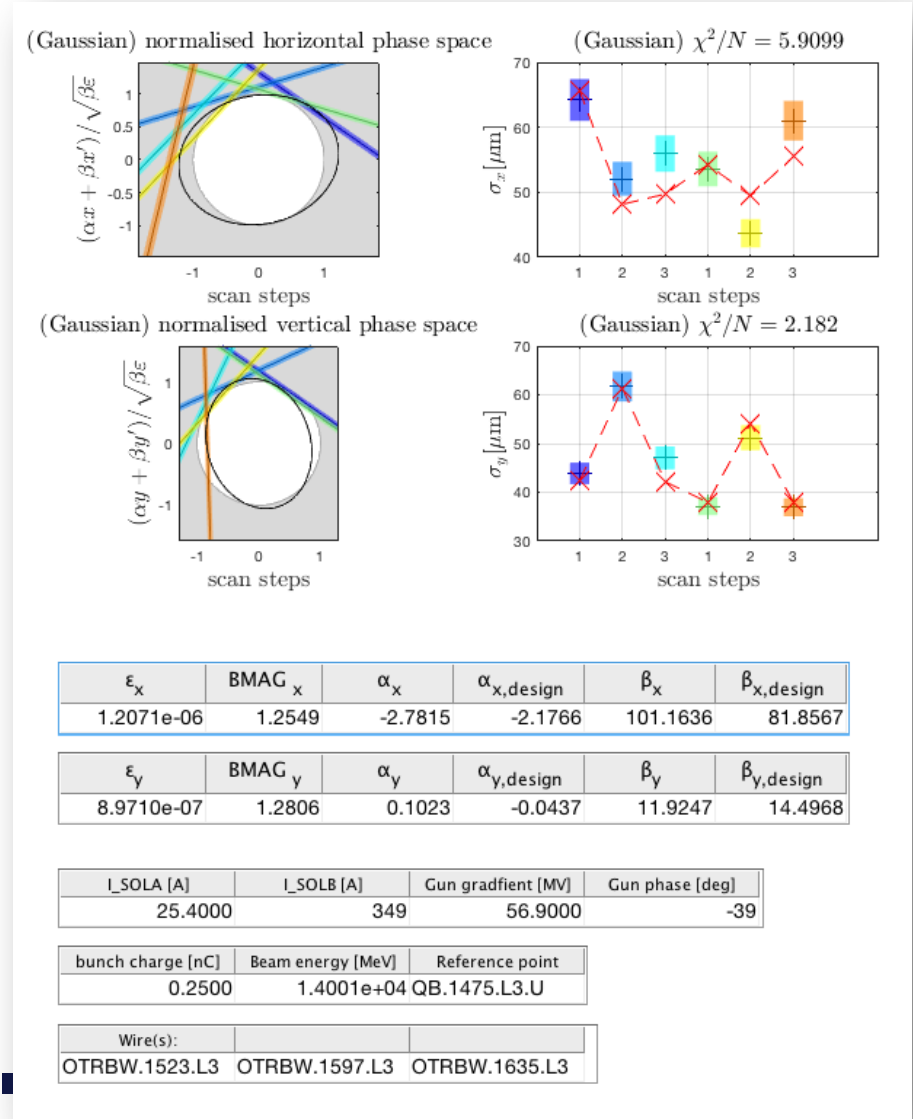 (Gaussian) normalised horizontal phase space
(αx + βx′)/√βε
1
0.5
0
-0.5
-1
-1 0 1
scan steps
(Gaussian) χ²/N = 5.9099
σx[μm]
70
60
50
40
1 2 3 1 2 3
scan steps
(Gaussian) normalised vertical phase space
(αy + βy′)/√βε
1
0
-1
-1 0 1
scan steps
(Gaussian) χ²/N = 2.182
σy[μm]
70
60
50
40
30
1 2 3 1 2 3
scan steps
εx BMAG x αx αx,design βx βx,design
1.2071e-06 1.2549 -2.7815 -2.1766 101.1636 81.8567
εy BMAG y αy αy,design βy βy,design
8.9710e-07 1.2806 0.1023 -0.0437 11.9247 14.4968
I_SOLA [A] I_SOLB [A] Gun gradfient [MV] Gun phase [deg]
25.4000 349 56.9000 -39
bunch charge [nC] Beam energy [MeV] Reference point
0.2500 1.4001e+04 QB.1475.L3.U
Wire(s):
OTRBW.1523.L3 OTRBW.1597.L3 OTRBW.1635.L3